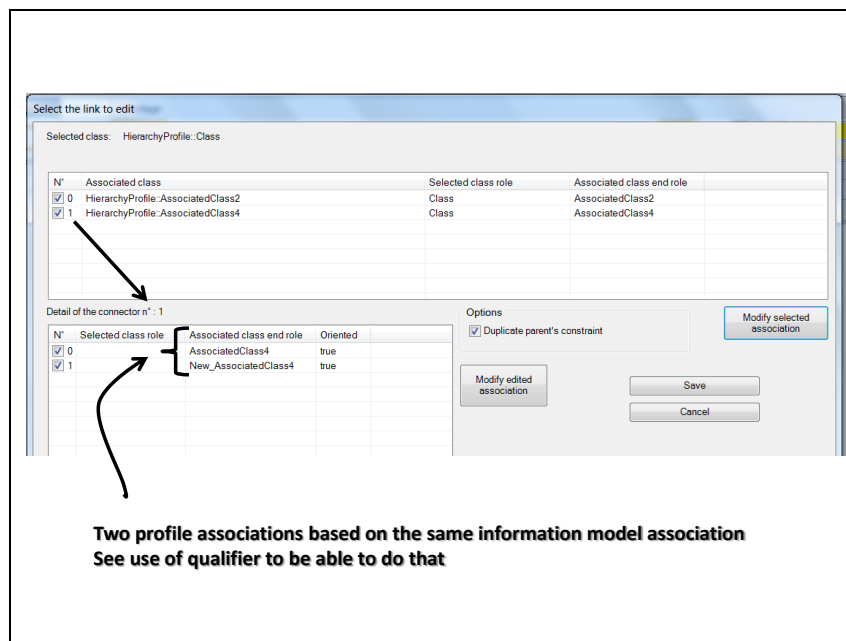 Select the link to edit
Selected class: HierarchyProfile::Class
N° Associated class Selected class role Associated class end role
0 HierarchyProfile::AssociatedClass2 Class AssociatedClass2
1 HierarchyProfile::AssociatedClass4 Class AssociatedClass4
Detail of the connector n° : 1
Options
Modify selected association
Duplicate parent's constraint
N° Selected class role Associated class end role Oriented
0 AssociatedClass4 true
1 New_AssociatedClass4 true
Modify edited association
Save
Cancel
Two profile associations based on the same information model association
See use of qualifier to be able to do that